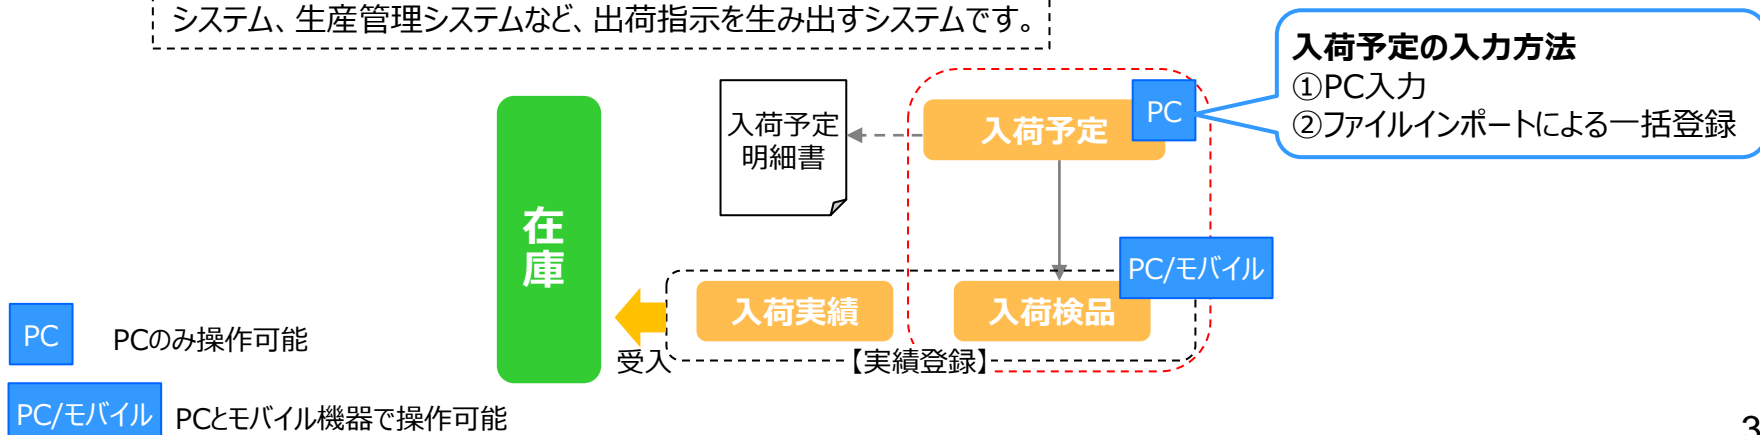 システム、生産管理システムなど、出荷指示を生み出すシステムです。
入荷予定の入力方法
①PC入力
②ファイルインポートによる一括登録
PC
入荷予定
入荷予定
明細書
在
庫
PC/モバイル
入荷実績
入荷検品
受入
【実績登録】
PC
PCのみ操作可能
PC/モバイル
PCとモバイル機器で操作可能
3